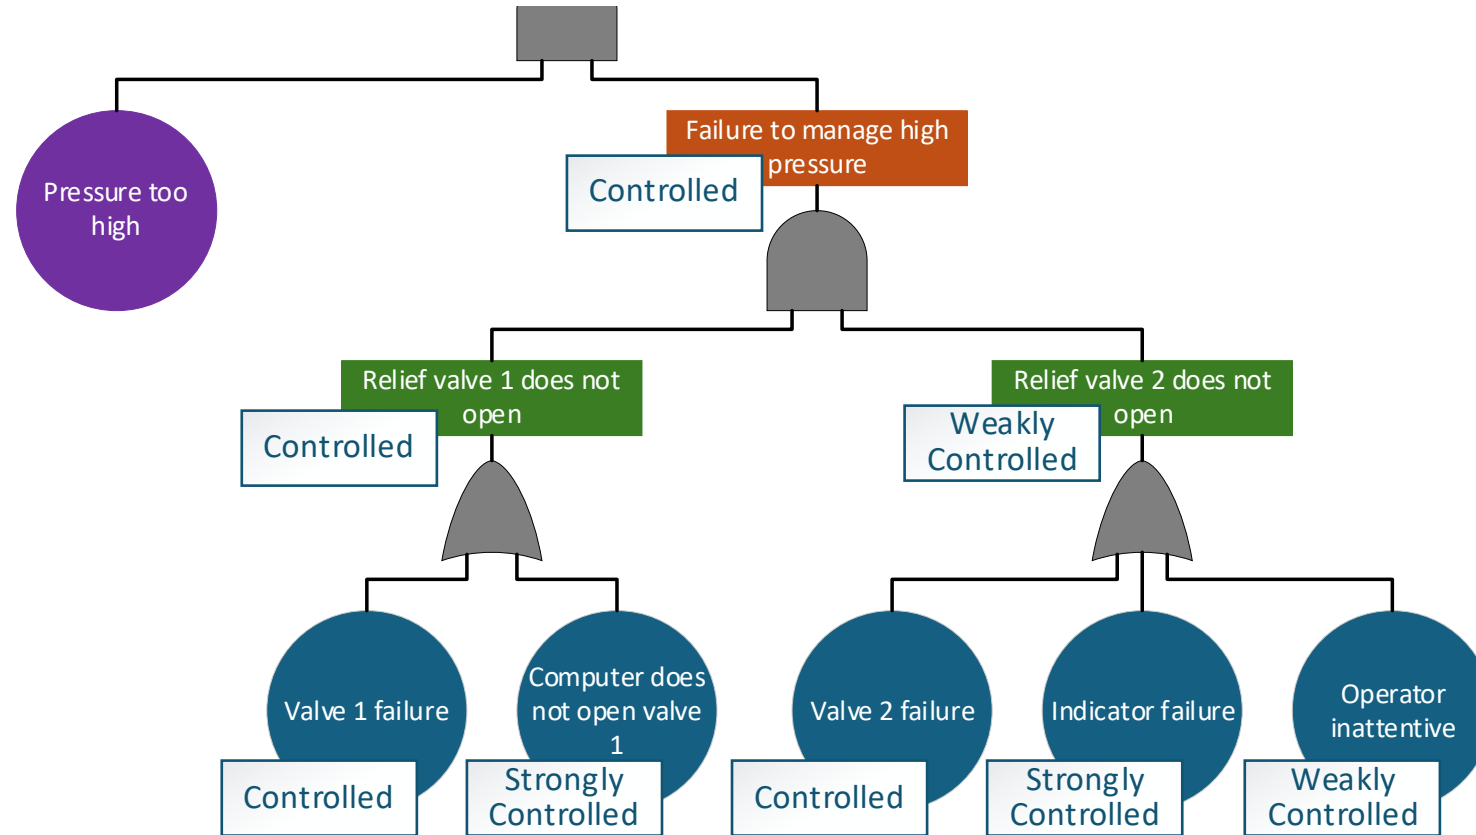 Failure to manage high
pressure
Controlled
Pressure too
high
Relief valve 1 does not
open
Controlled
Relief valve 2 does not
open
Weakly
Controlled
Valve 1 failure
Controlled
Computer does
not open valve
1
Strongly
Controlled
Valve 2 failure
Controlled
Indicator failure
Strongly
Controlled
Operator
inattentive
Weakly
Controlled